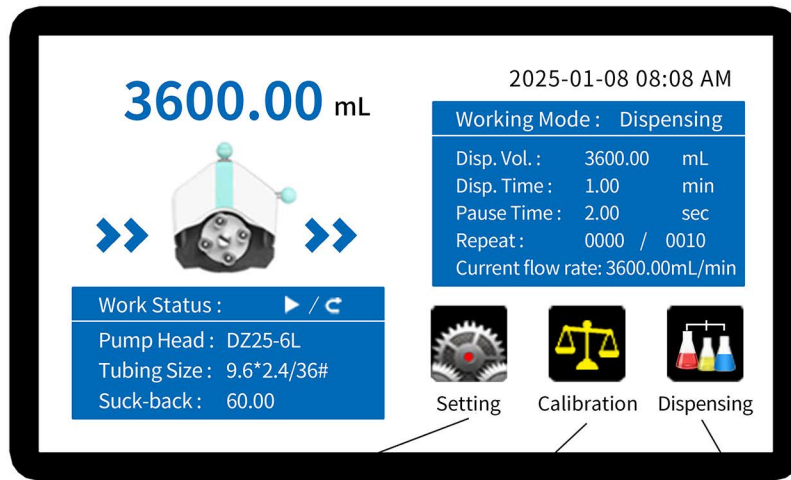 3600.00 mL
2025-01-08 08:08 AM
Working Mode : Dispensing
Disp. Vol. : 3600.00 mL
Disp. Time : 1.00 min
Pause Time : 2.00 sec
Repeat : 0000 / 0010
Current flow rate: 3600.00mL/min
Work Status : /
Pump Head : DZ25-6L
Tubing Size : 9.6*2.4/36#
Suck-back : 60.00
Setting
Calibration
Dispensing